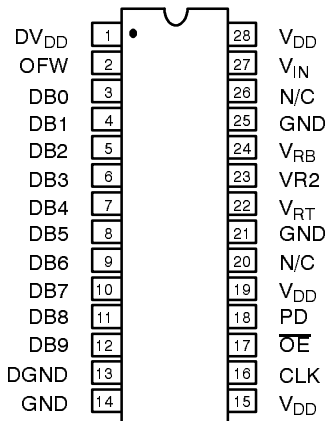 DVDD 1 28 VDD
OFW 2 27 VIN
DB0 3 26 N/C
DB1 4 25 GND
DB2 5 24 VRB
DB3 6 23 VR2
DB4 7 22 VRT
DB5 8 21 GND
DB6 9 20 N/C
DB7 10 19 VDD
DB8 11 18 PD
DB9 12 17 O̅E̅
DGND 13 16 CLK
GND 14 15 VDD